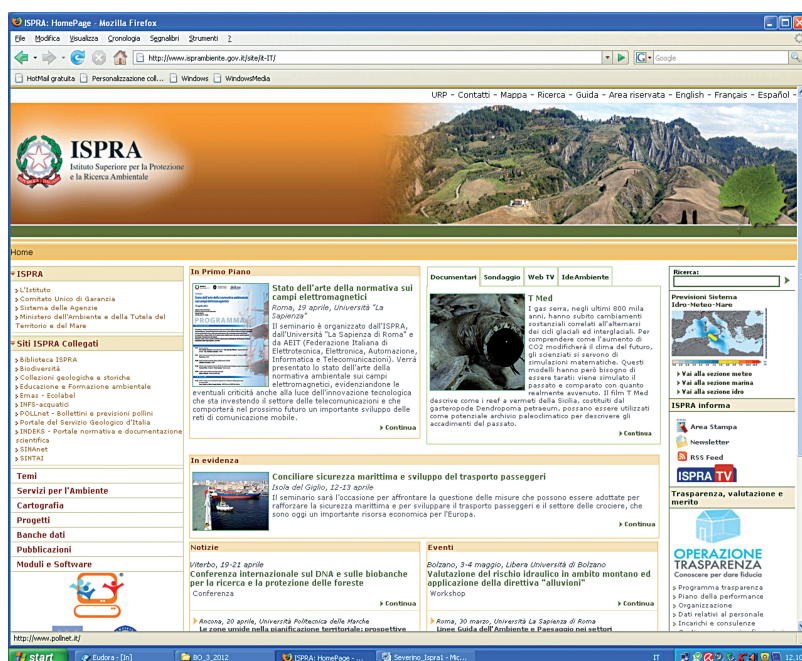 ISPRA: HomePage - Mozilla Firefox
File Modifica Visualizza Cronologia Segnalibri Strumenti ?
http://www.isprambiente.gov.it/site/it-IT/
Google
HotMail gratuita Personalizzazione coll... Windows WindowsMedia
URP - Contatti - Mappa - Ricerca - Guida - Area riservata - English - Français - Español -
ISPRA
Istituto Superiore per la Protezione
e la Ricerca Ambientale
Home
ISPRA
L'Istituto
Comitato Unico di Garanzia
Sistema delle Agenzie
Ministero dell'Ambiente e della Tutela del
Territorio e del Mare
Siti ISPRA Collegati
Biblioteca ISPRA
Biodiversità
Collezioni geologiche e storiche
Educazione e Formazione ambientale
Emas - Ecolabel
INFS-acquatici
POLLnet - Bollettini e previsioni pollini
Portale del Servizio Geologico d'Italia
INDEKS - Portale normativa e documentazione
scientifica
SINAnet
SINTAI
Temi
Servizi per l'Ambiente
Cartografia
Progetti
Banche dati
Pubblicazioni
Moduli e Software
In Primo Piano
PROGRAMMA
Stato dell'arte della normativa sui
campi elettromagnetici
Roma, 19 aprile, Università "La
Sapienza"
Il seminario è organizzato dall'ISPRA,
dall'Università "La Sapienza di Roma" e
da AEIT (Federazione Italiana di
Elettrotecnica, Elettronica, Automazione,
Informatica e Telecomunicazioni). Verrà
presentato lo stato dell'arte della
normativa ambientale sui campi
elettromagnetici, evidenziandone le
eventuali criticità anche alla luce dell'innovazione tecnologica
che sta investendo il settore delle telecomunicazioni e che
comporterà nel prossimo futuro un importante sviluppo delle
reti di comunicazione mobile.
Continua
Documentari Sondaggio Web TV IdeAmbiente
T Med
I gas serra, negli ultimi 800 mila
anni, hanno subito cambiamenti
sostanziali correlati all'alternarsi
dei cicli glaciali ed interglaciali. Per
comprendere come l'aumento di
CO2 modificherà il clima del futuro,
gli scienziati si servono di
simulazioni matematiche. Questi
modelli hanno però bisogno di
essere tarati: viene simulato il
passato e comparato con quanto
realmente avvenuto. Il film T Med
descrive come i reef a vermeti della Sicilia, costituiti dal
gasteropode Dendropoma petraeum, possano essere utilizzati
come potenziale archivio paleoclimatico per descrivere gli
accadimenti del passato.
Continua
In evidenza
Conciliare sicurezza marittima e sviluppo del trasporto passeggeri
Isola del Giglio, 12-13 aprile
Il seminario sarà l'occasione per affrontare la questione delle misure che possono essere adottate per
rafforzare la sicurezza marittima e per sviluppare il trasporto passeggeri e il settore delle crociere, che
sono oggi un importante risorsa economica per l'Europa.
Continua
Notizie
Viterbo, 19-21 aprile
Conferenza internazionale sul DNA e sulle biobanche
per la ricerca e la protezione delle foreste
Conferenza
Continua
Ancona, 20 aprile, Università Politecnica delle Marche
Le zone umide nella pianificazione territoriale: prospettive
Eventi
Bolzano, 3-4 maggio, Libera Università di Bolzano
Valutazione del rischio idraulico in ambito montano ed
applicazione della direttiva "alluvioni"
Workshop
Continua
Roma, 30 marzo, Università La Sapienza di Roma
Linee Guida dell'Ambiente e Paesaggio nei settori
Ricerca:
Previsioni Sistema
Idro-Meteo-Mare
Vai alla sezione meteo
Vai alla sezione marina
Vai alla sezione idro
ISPRA informa
Area Stampa
Newsletter
RSS Feed
ISPRA TV
Trasparenza, valutazione e
merito
OPERAZIONE
TRASPARENZA
Conoscere per dare fiducia
Programma trasparenza
Piano della performance
Organizzazione
Dati relativi al personale
Incarichi e consulenze
http://www.pollnet.it/
start Eudora - [In] BO_3_2012 ISPRA: HomePage - ... Severino_Ispra1 - Mic... IT 12.10